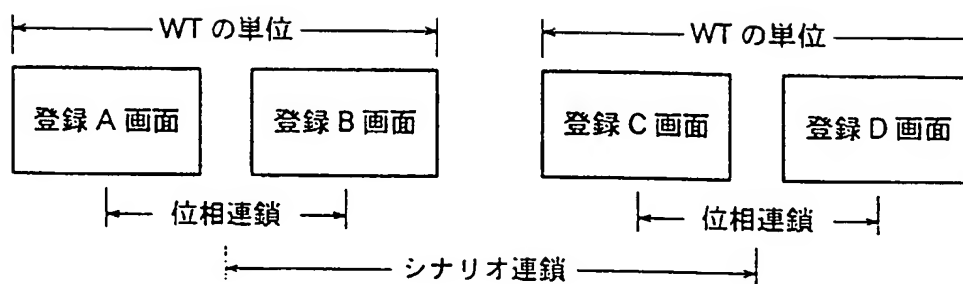 WT の単位
WT の単位
登録 A 画面
登録 B 画面
登録 C 画面
登録 D 画面
位相連鎖
位相連鎖
シナリオ連鎖